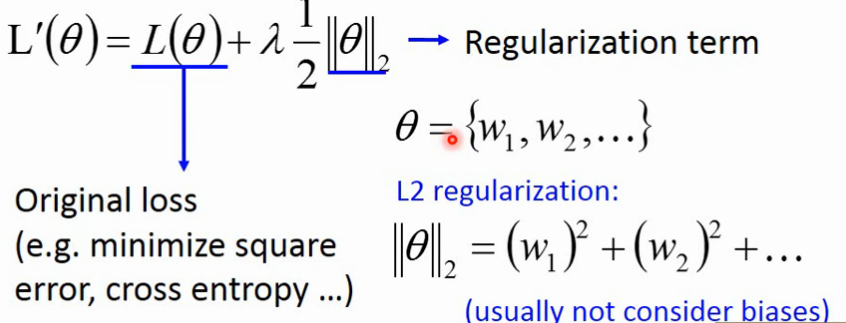 L′(θ) = L(θ) + λ 1/2 ‖θ‖₂ → Regularization term
θ = {w₁, w₂, …}
Original loss
(e.g. minimize square
error, cross entropy …)
L2 regularization:
‖θ‖₂ = (w₁)² + (w₂)² + …
(usually not consider biases)